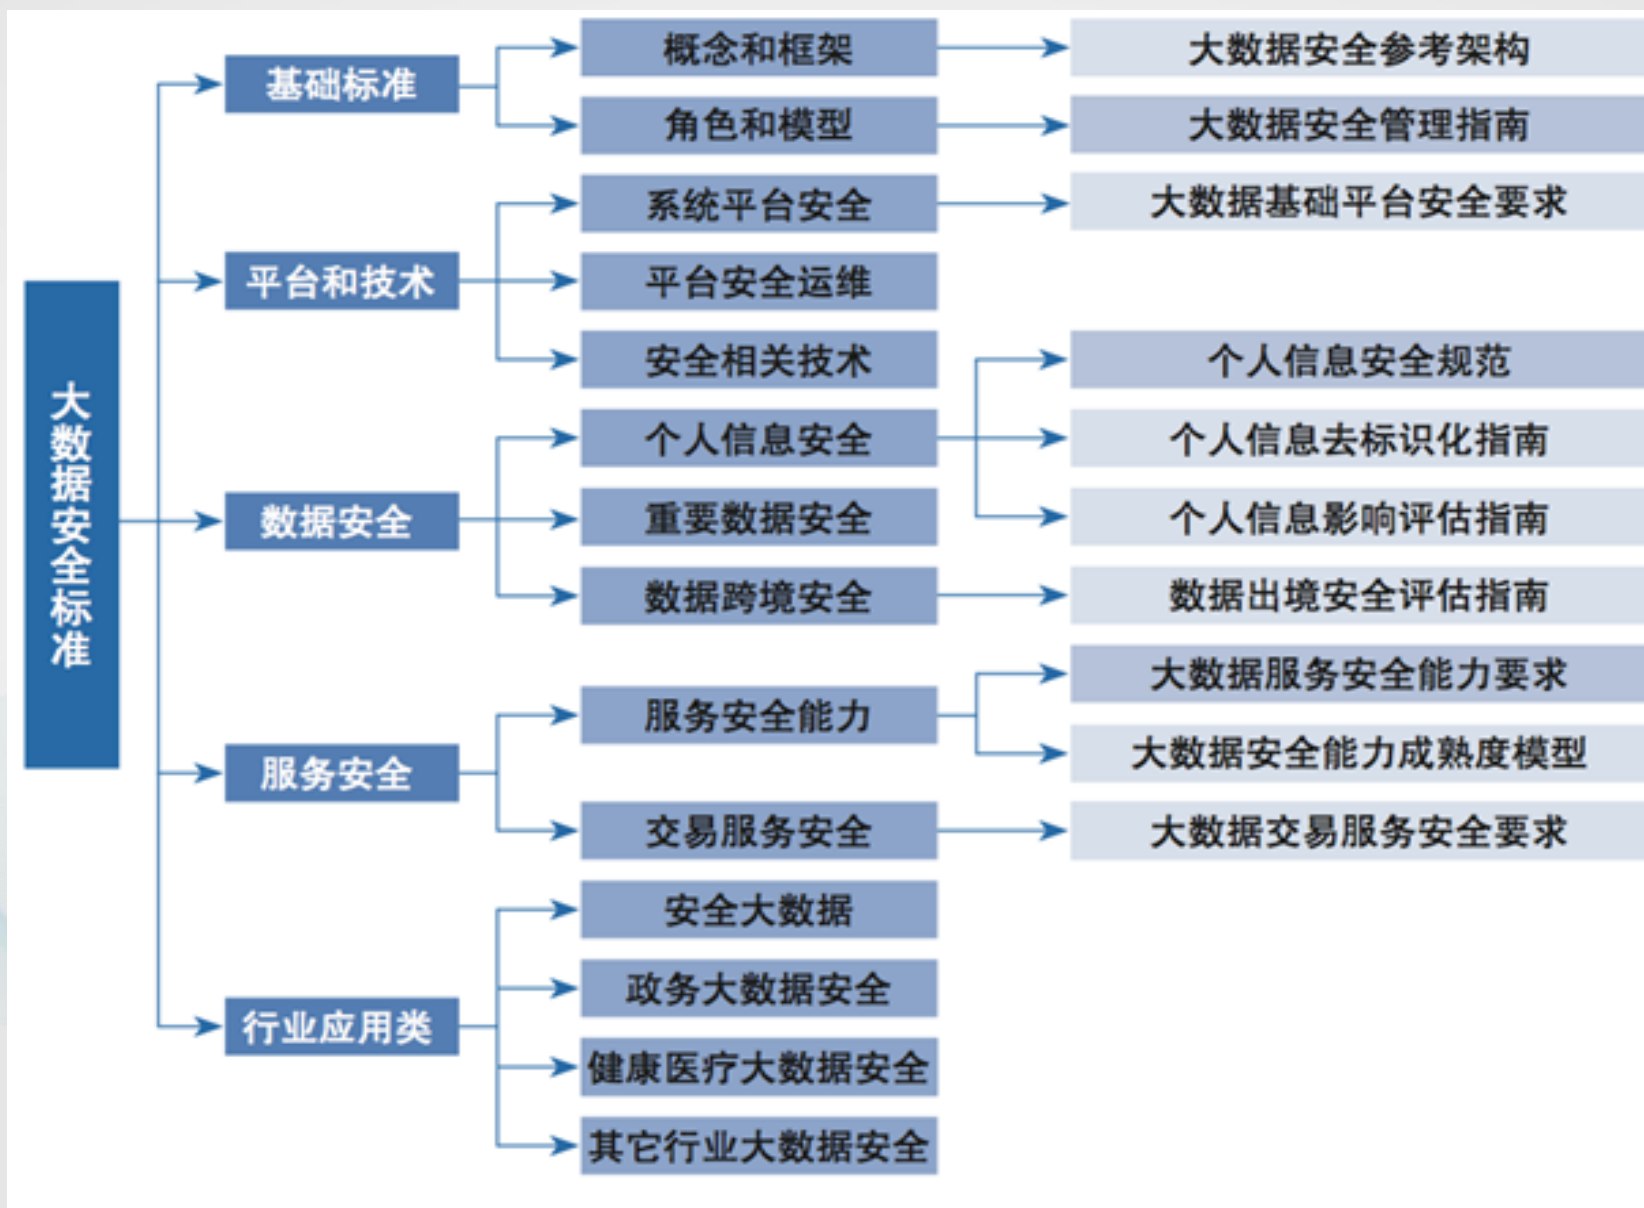 大数据安全标准
基础标准
概念和框架
大数据安全参考架构
角色和模型
大数据安全管理指南
平台和技术
系统平台安全
大数据基础平台安全要求
平台安全运维
安全相关技术
数据安全
个人信息安全
个人信息安全规范
个人信息去标识化指南
个人信息影响评估指南
重要数据安全
数据跨境安全
数据出境安全评估指南
服务安全
服务安全能力
大数据服务安全能力要求
大数据安全能力成熟度模型
交易服务安全
大数据交易服务安全要求
行业应用类
安全大数据
政务大数据安全
健康医疗大数据安全
其它行业大数据安全